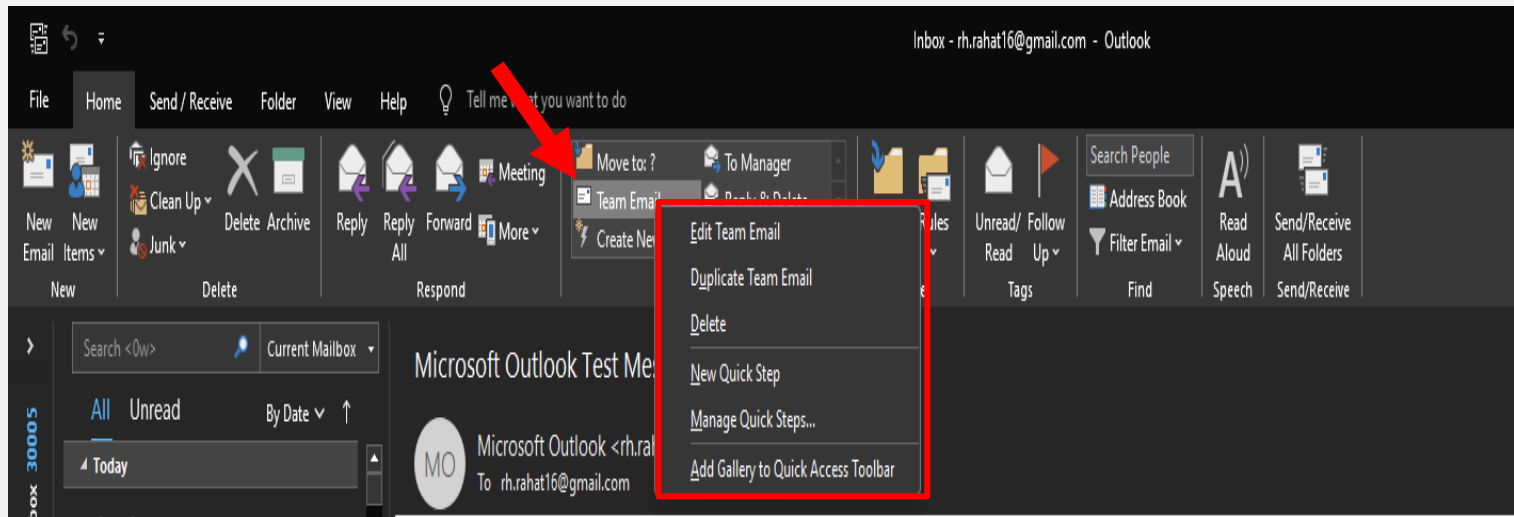 Inbox - rh.rahat16@gmail.com - Outlook
File Home Send / Receive Folder View Help Tell me what you want to do
Ignore
Clean Up
Junk
New Email
New Items
Delete Archive
Reply
Reply All
Forward
Meeting
More
Move to: ?
To Manager
Team Email
Reply & Delete
Create New
Rules
Unread/ Read
Follow Up
Search People
Address Book
Filter Email
Read Aloud
Send/Receive All Folders
New Delete Respond Tags Find Speech Send/Receive
Edit Team Email
Duplicate Team Email
Delete
New Quick Step
Manage Quick Steps...
Add Gallery to Quick Access Toolbar
Search <0w> Current Mailbox
All Unread By Date
Today
30005
Microsoft Outlook Test Mes
MO
Microsoft Outlook <rh.rah
To rh.rahat16@gmail.com